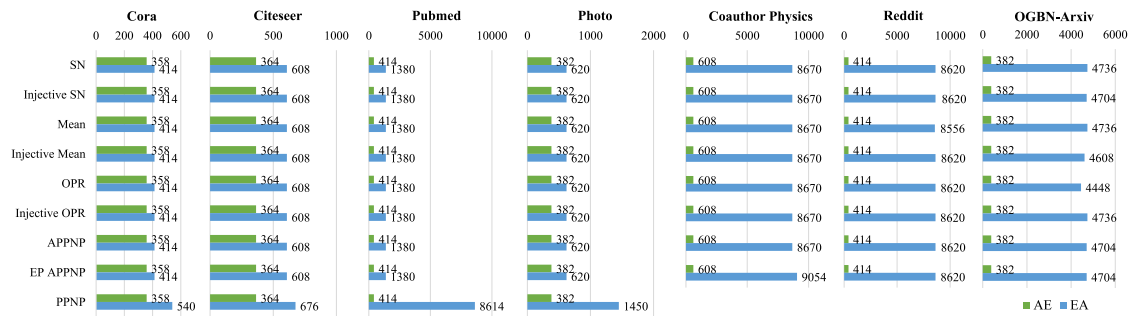 Cora Citeseer Pubmed Photo Coauthor Physics Reddit OGBN-Arxiv
0 200 400 600 0 500 1000 0 5000 10000 0 1000 2000 0 5000 10000 0 5000 10000 0 2000 4000 6000
SN 358 364 414 382 608 414 382
414 608 1380 620 8670 8620 4736
Injective SN 358 364 414 382 608 414 382
414 608 1380 620 8670 8620 4704
Mean 358 364 414 382 608 414 382
414 608 1380 620 8670 8556 4736
Injective Mean 358 364 414 382 608 414 382
414 608 1380 620 8670 8620 4608
OPR 358 364 414 382 608 414 382
414 608 1380 620 8670 8620 4448
Injective OPR 358 364 414 382 608 414 382
414 608 1380 620 8670 8620 4736
APPNP 358 364 414 382 608 414 382
414 608 1380 620 8670 8620 4704
EP APPNP 358 364 414 382 608 414 382
414 608 1380 620 9054 8620 4704
PPNP 358 364 414 382
540 676 8614 1450
AE EA